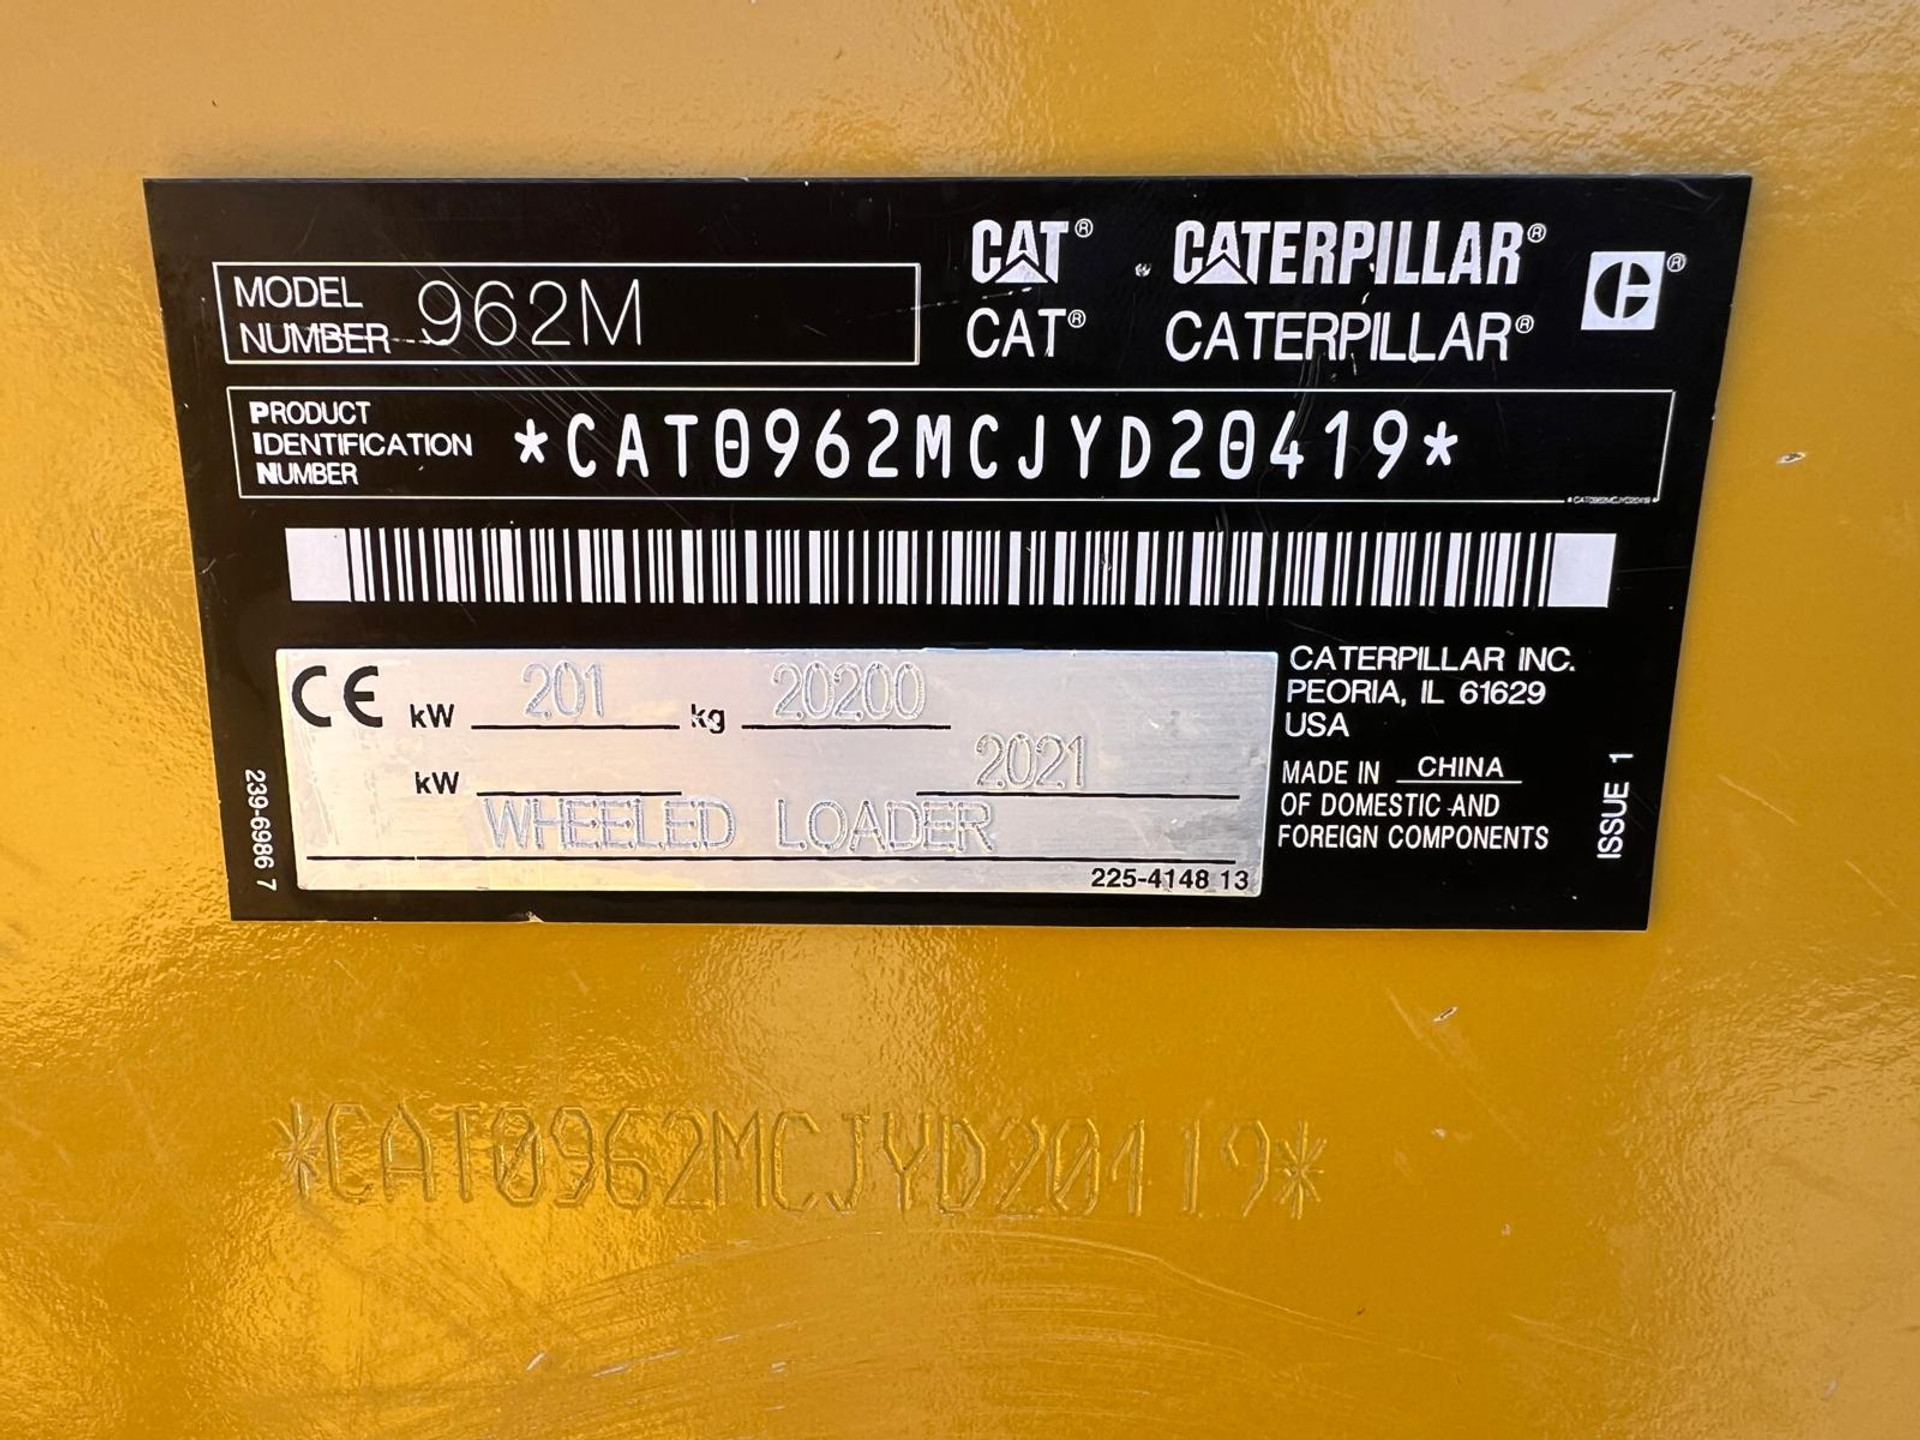 CAT® CATERPILLAR®
MODEL NUMBER 962M
CAT® CATERPILLAR®
PRODUCT IDENTIFICATION NUMBER *CAT0962MCJYD20419*
*CAT0962MCJYD20419*
CE kW 201 kg 20200
kW 2021
WHEELED LOADER
225-4148 13
239-6986 7
CATERPILLAR INC.
PEORIA, IL 61629
USA
MADE IN CHINA
OF DOMESTIC AND
FOREIGN COMPONENTS
ISSUE 1
*CAT0962MCJYD20419*